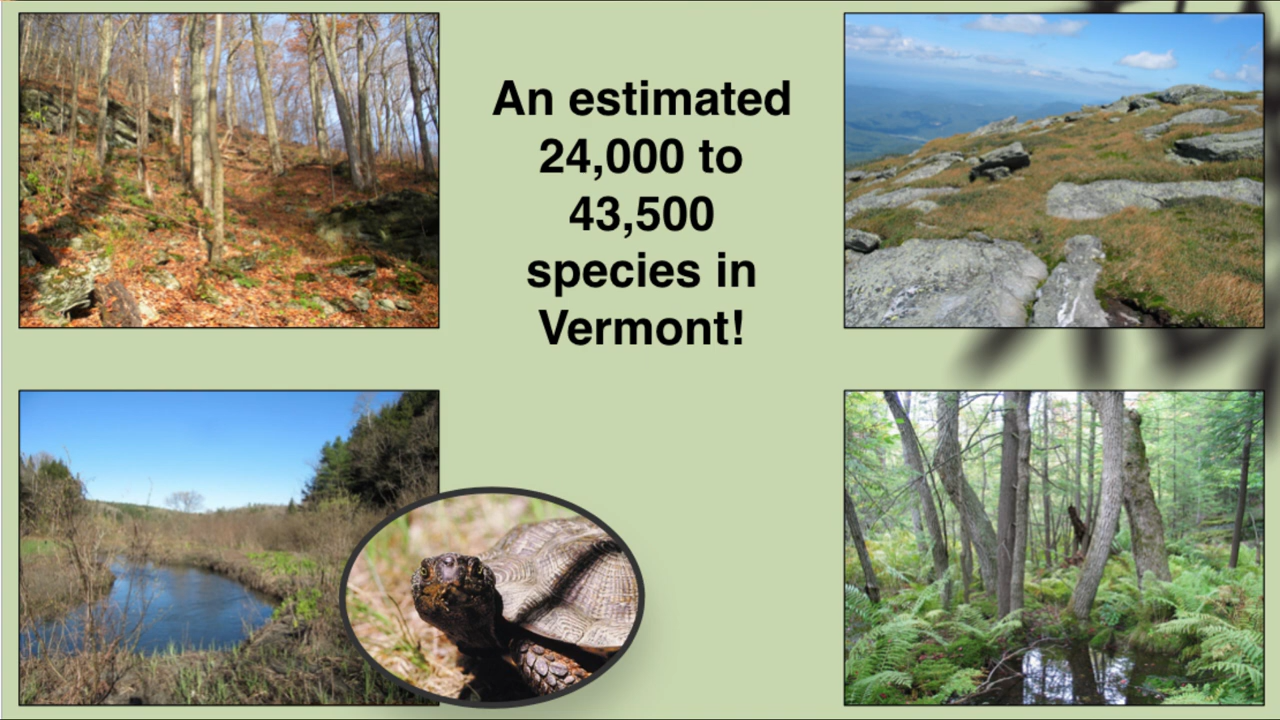 An estimated
24,000 to
43,500
species in
Vermont!